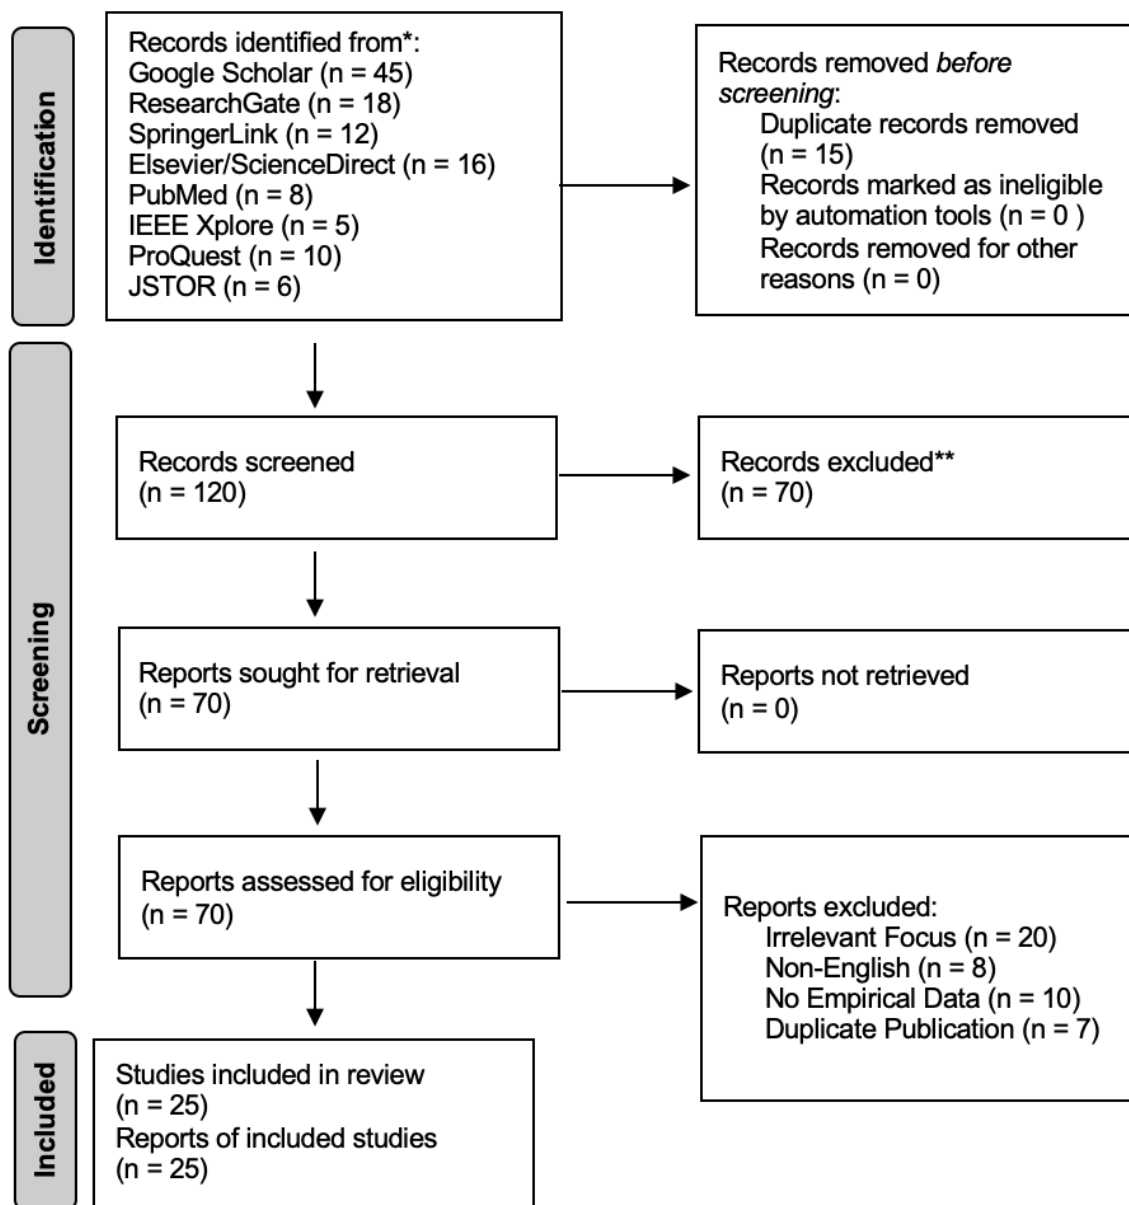 Identification
Records identified from*:
Google Scholar (n = 45)
ResearchGate (n = 18)
SpringerLink (n = 12)
Elsevier/ScienceDirect (n = 16)
PubMed (n = 8)
IEEE Xplore (n = 5)
ProQuest (n = 10)
JSTOR (n = 6)
Records removed before
screening:
Duplicate records removed
(n = 15)
Records marked as ineligible
by automation tools (n = 0 )
Records removed for other
reasons (n = 0)
Screening
Records screened
(n = 120)
Records excluded**
(n = 70)
Reports sought for retrieval
(n = 70)
Reports not retrieved
(n = 0)
Reports assessed for eligibility
(n = 70)
Reports excluded:
Irrelevant Focus (n = 20)
Non-English (n = 8)
No Empirical Data (n = 10)
Duplicate Publication (n = 7)
Included
Studies included in review
(n = 25)
Reports of included studies
(n = 25)